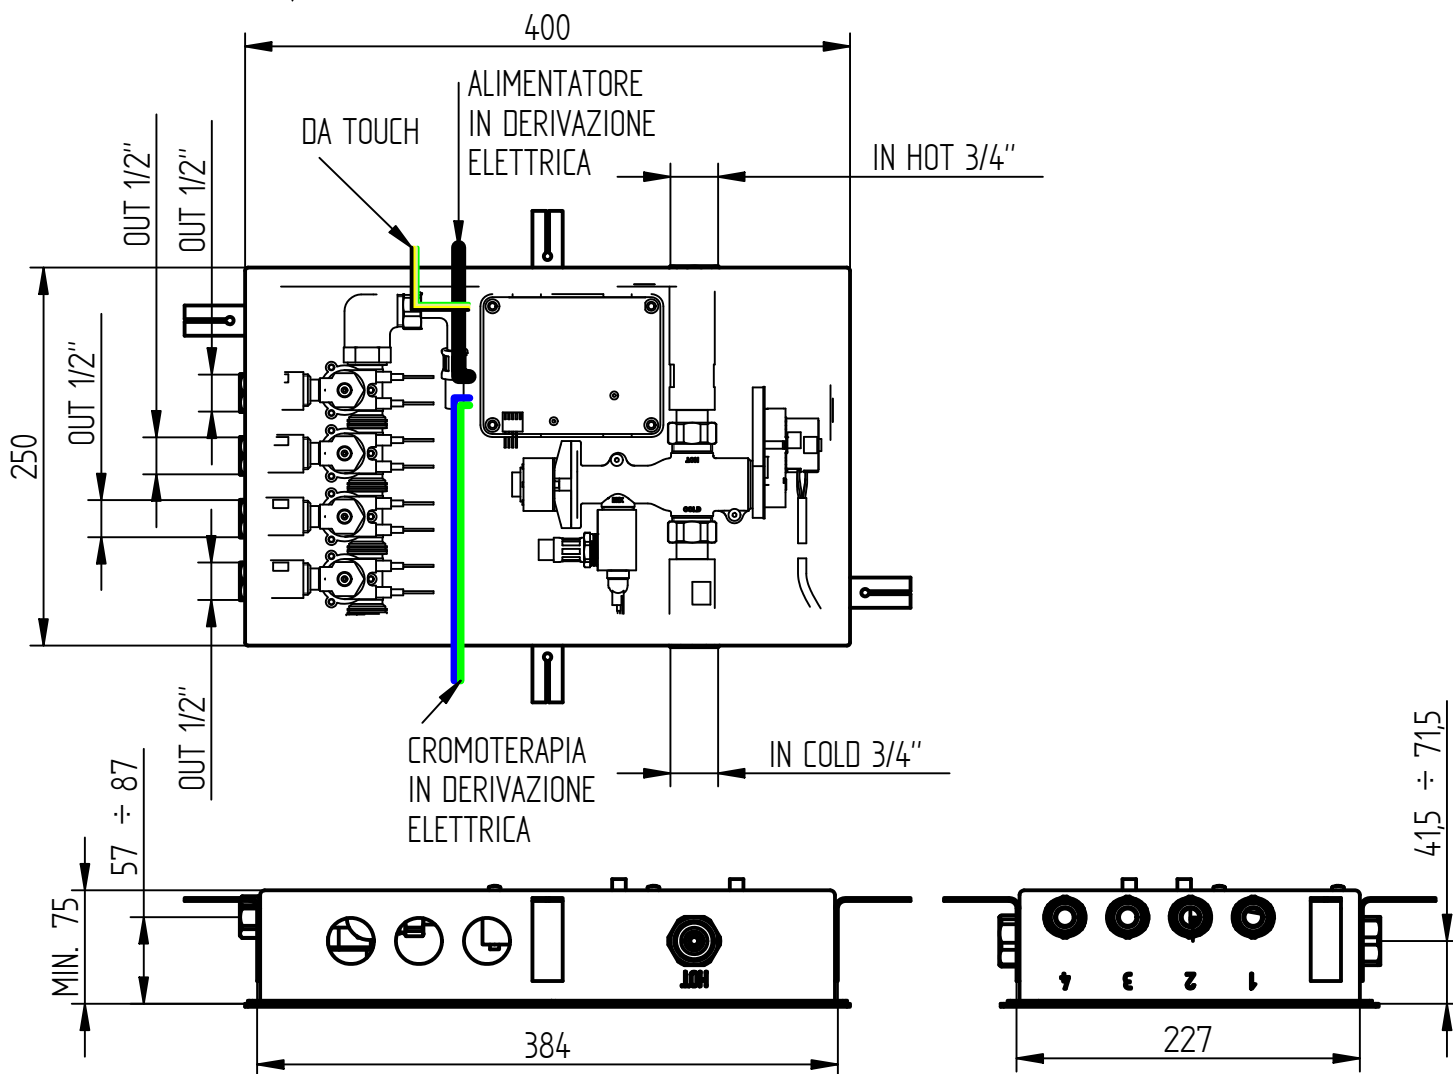 400
ALIMENTATORE
IN DERIVAZIONE
ELETTRICA
DA TOUCH
IN HOT 3/4"
OUT 1/2"
OUT 1/2"
OUT 1/2"
250
HOT
MIX
COLD
OUT 1/2"
CROMOTERAPIA
IN DERIVAZIONE
ELETTRICA
IN COLD 3/4"
57 ÷ 87
MIN. 75
HOT
384
41,5 ÷ 71,5
4 3 2 1
227